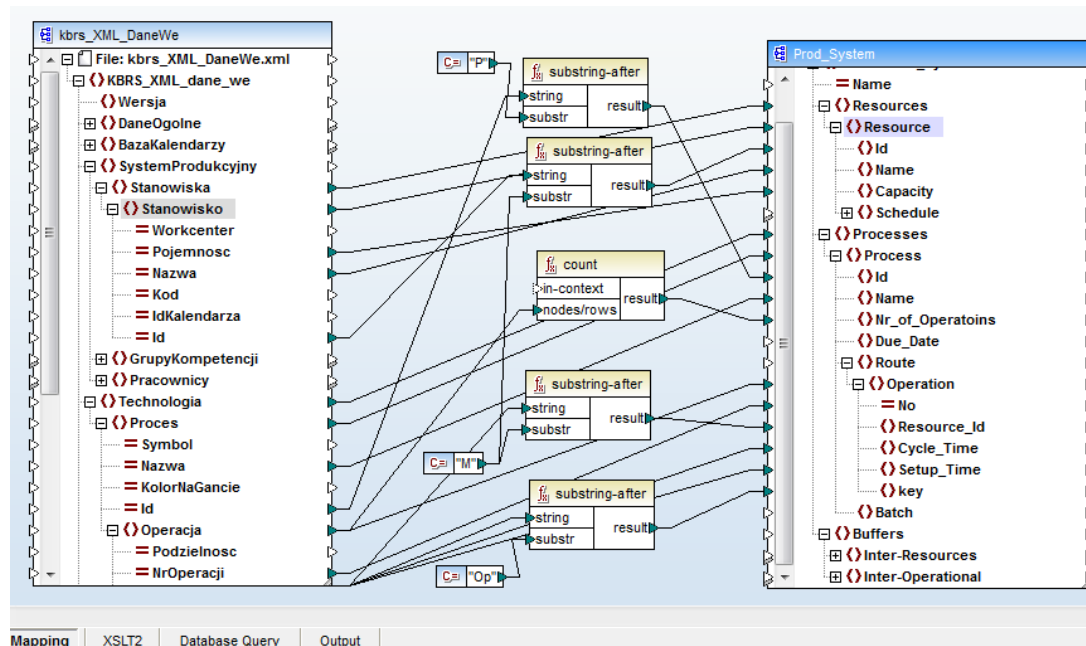 kbrs_XML_DaneWe
File: kbrs_XML_DaneWe.xml
KBRS_XML_dane_we
Wersja
DaneOgolne
BazaKalendarzy
SystemProdukcyjny
Stanowiska
Stanowisko
Workcenter
Pojemnosc
Nazwa
Kod
IdKalendarza
Id
GrupyKompetencji
Pracownicy
Technologia
Proces
Symbol
Nazwa
KolorNaGancie
Id
Operacja
Podzielnosc
NrOperacji
C= "P"
substring-after
string
substr
result
substring-after
string
substr
result
count
in-context
nodes/rows
result
substring-after
string
substr
result
C= "M"
substring-after
string
substr
result
C= "Op"
Prod_System
Name
Resources
Resource
Id
Name
Capacity
Schedule
Processes
Process
Id
Name
Nr_of_Operatoins
Due_Date
Route
Operation
No
Resource_Id
Cycle_Time
Setup_Time
key
Batch
Buffers
Inter-Resources
Inter-Operational
Mapping XSLT2 Database Query Output